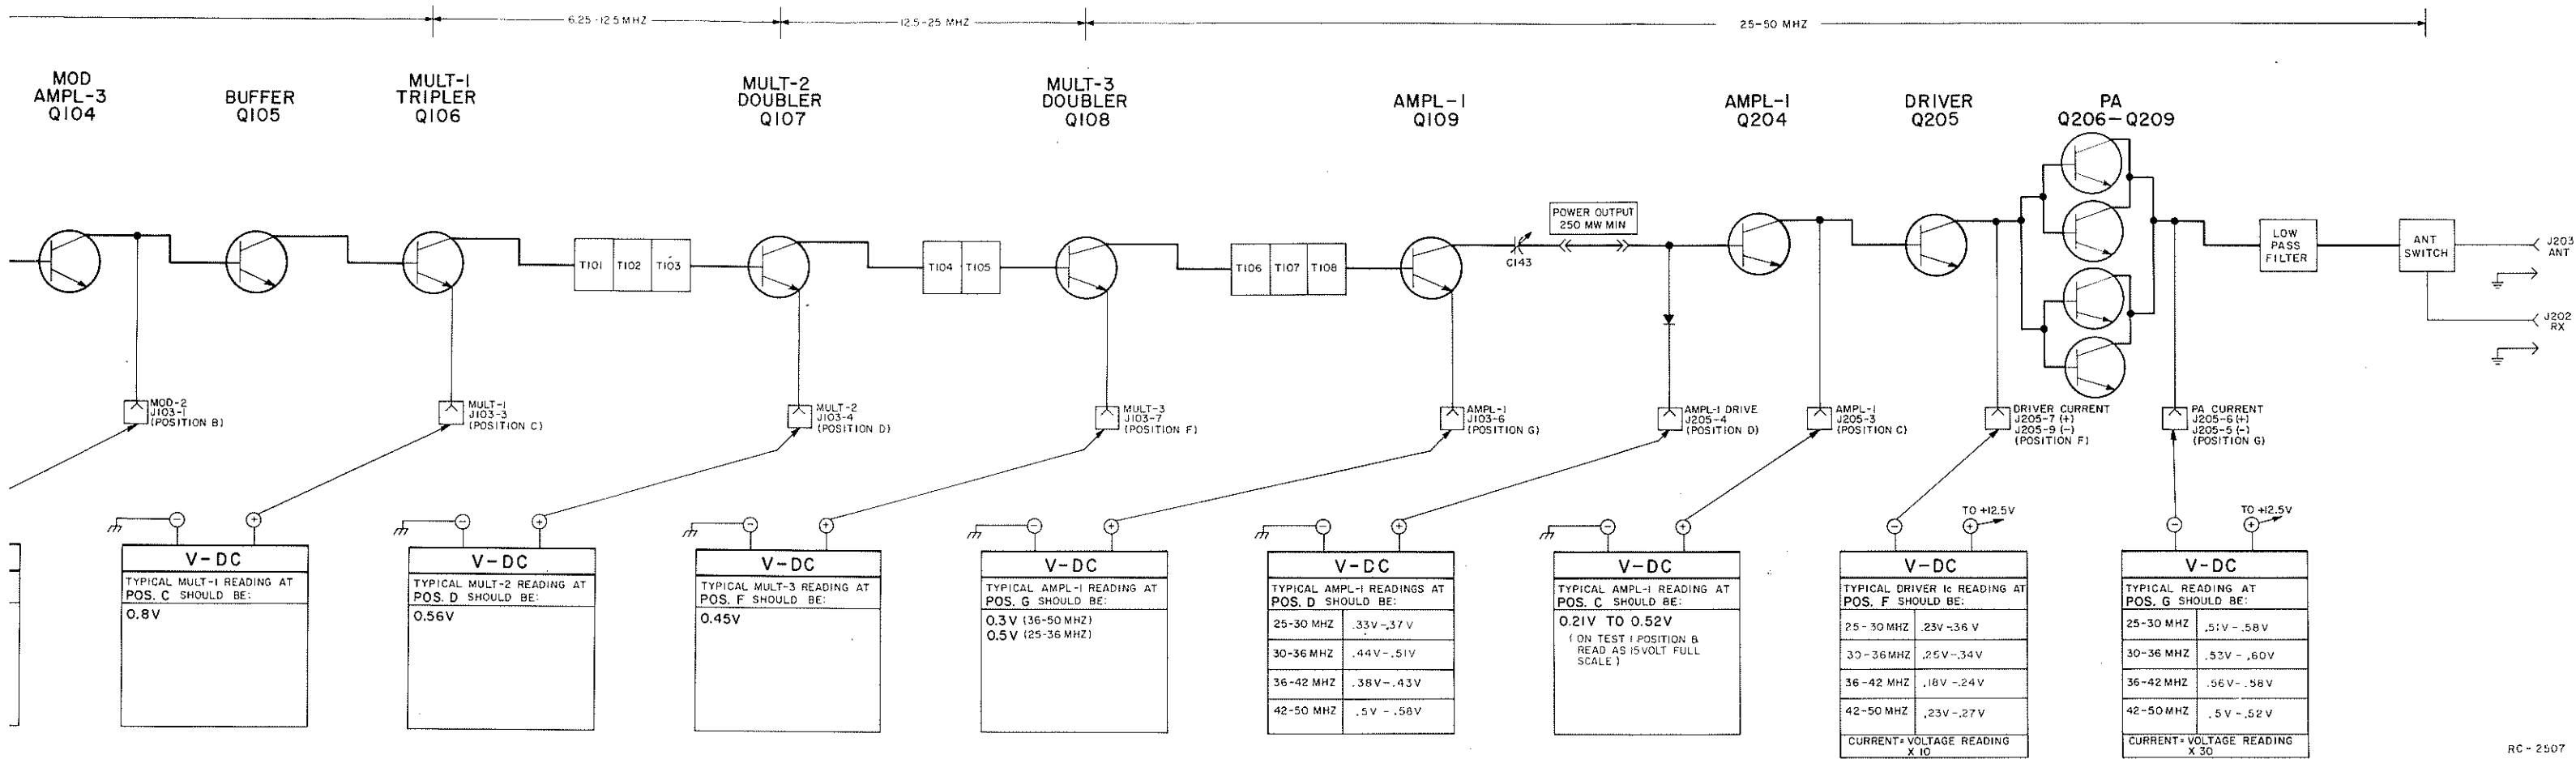 6.25-12.5 MHZ
12.5-25 MHZ
25-50 MHZ
MOD
AMPL-3
Q104
BUFFER
Q105
MULT-1
TRIPLER
Q106
MULT-2
DOUBLER
Q107
MULT-3
DOUBLER
Q108
AMPL-1
Q109
AMPL-1
Q204
DRIVER
Q205
PA
Q206-Q209
T101 T102 T103
T104 T105
T106 T107 T108
C143
POWER OUTPUT
250 MW MIN
LOW
PASS
FILTER
ANT
SWITCH
J203
ANT
J202
RX
MOD-2
J103-1
(POSITION B)
MULT-1
J103-3
(POSITION C)
MULT-2
J103-4
(POSITION D)
MULT-3
J103-7
(POSITION F)
AMPL-1
J103-6
(POSITION G)
AMPL-1 DRIVE
J205-4
(POSITION D)
AMPL-1
J205-3
(POSITION C)
DRIVER CURRENT
J205-7 (+)
J205-9 (-)
(POSITION F)
PA CURRENT
J205-6 (+)
J205-5 (-)
(POSITION G)
- +
V-DC
TYPICAL MULT-1 READING AT
POS. C SHOULD BE:
0.8V
- +
V-DC
TYPICAL MULT-2 READING AT
POS. D SHOULD BE:
0.56V
- +
V-DC
TYPICAL MULT-3 READING AT
POS. F SHOULD BE:
0.45V
- +
V-DC
TYPICAL AMPL-1 READING AT
POS. G SHOULD BE:
0.3V (36-50 MHZ)
0.5V (25-36 MHZ)
- +
V-DC
TYPICAL AMPL-1 READINGS AT
POS. D SHOULD BE:
25-30 MHZ .33V-.37V
30-36 MHZ .44V-.51V
36-42 MHZ .38V-.43V
42-50 MHZ .5V-.58V
- +
V-DC
TYPICAL AMPL-1 READING AT
POS. C SHOULD BE:
0.21V TO 0.52V
(ON TEST 1 POSITION B
READ AS 15 VOLT FULL
SCALE)
TO +12.5V
- +
V-DC
TYPICAL DRIVER Ic READING AT
POS. F SHOULD BE:
25-30 MHZ .23V-.36V
30-36 MHZ .25V-.34V
36-42 MHZ .18V-.24V
42-50 MHZ .23V-.27V
CURRENT=VOLTAGE READING
X 10
TO +12.5V
- +
V-DC
TYPICAL READING AT
POS. G SHOULD BE:
25-30 MHZ .51V-.58V
30-36 MHZ .53V-.60V
36-42 MHZ .56V-.58V
42-50 MHZ .5V-.52V
CURRENT=VOLTAGE READING
X 30
RC-2507